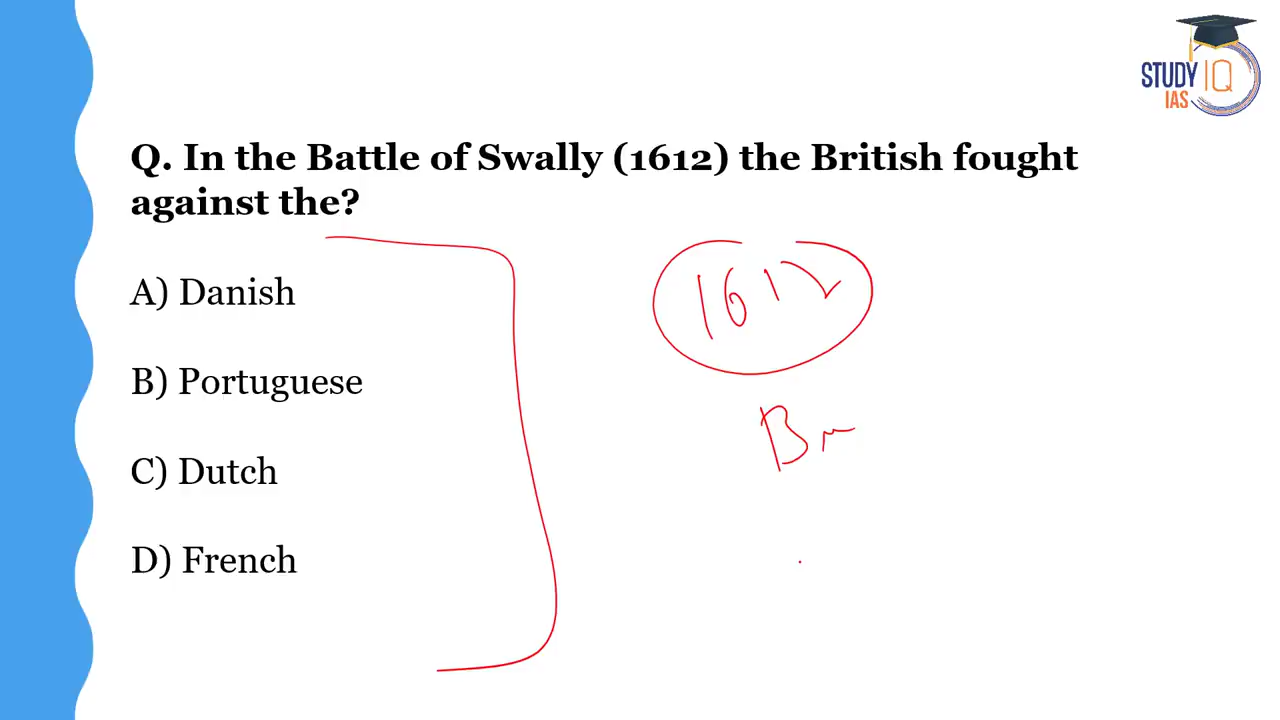 STUDY IQ
IAS
Q. In the Battle of Swally (1612) the British fought
against the?
A) Danish
B) Portuguese
C) Dutch
D) French
1612